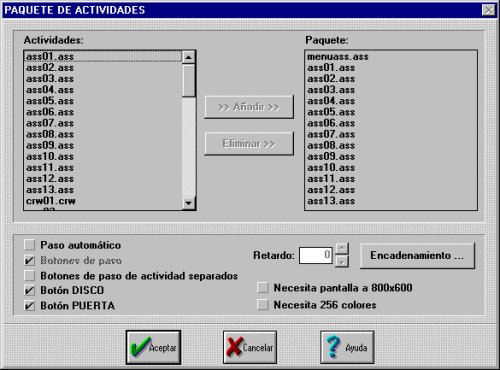 PAQUETE DE ACTIVIDADES
Actividades:
ass01.ass
ass02.ass
ass03.ass
ass04.ass
ass05.ass
ass06.ass
ass07.ass
ass08.ass
ass09.ass
ass10.ass
ass11.ass
ass12.ass
ass13.ass
crw01.crw
>> Añadir >>
Eliminar >>
Paquete:
menuass.ass
ass01.ass
ass02.ass
ass03.ass
ass04.ass
ass05.ass
ass06.ass
ass07.ass
ass08.ass
ass09.ass
ass10.ass
ass11.ass
ass12.ass
ass13.ass
Paso automático
Botones de paso
Botones de paso de actividad separados
Botón DISCO
Botón PUERTA
Retardo: 0
Encadenamiento ...
Necesita pantalla a 800x600
Necesita 256 colores
Aceptar
Cancelar
Ayuda